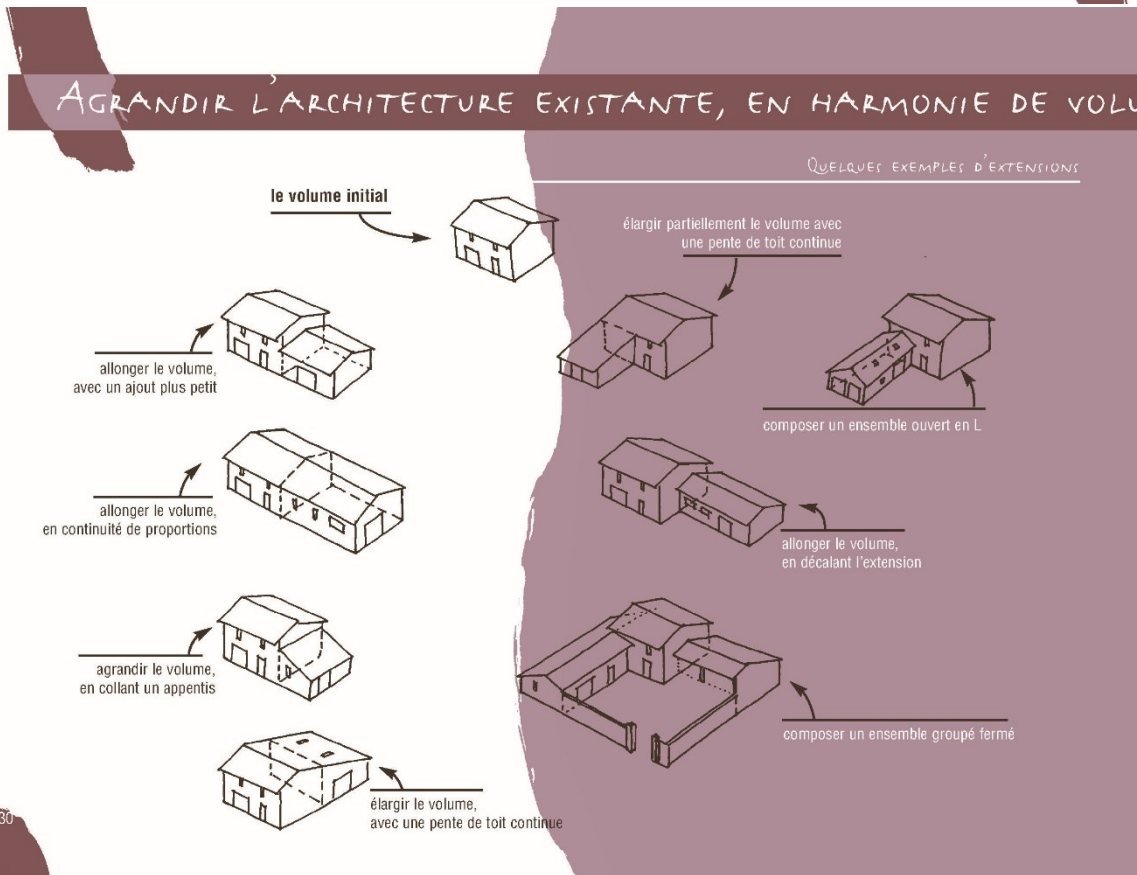 AGRANDIR L'ARCHITECTURE EXISTANTE, EN HARMONIE DE VOLU
QUELQUES EXEMPLES D'EXTENSIONS
le volume initial
allonger le volume,
avec un ajout plus petit
allonger le volume,
en continuité de proportions
agrandir le volume,
en collant un appentis
élargir le volume,
avec une pente de toit continue
élargir partiellement le volume avec
une pente de toit continue
composer un ensemble ouvert en L
allonger le volume,
en décalant l'extension
composer un ensemble groupé fermé
30